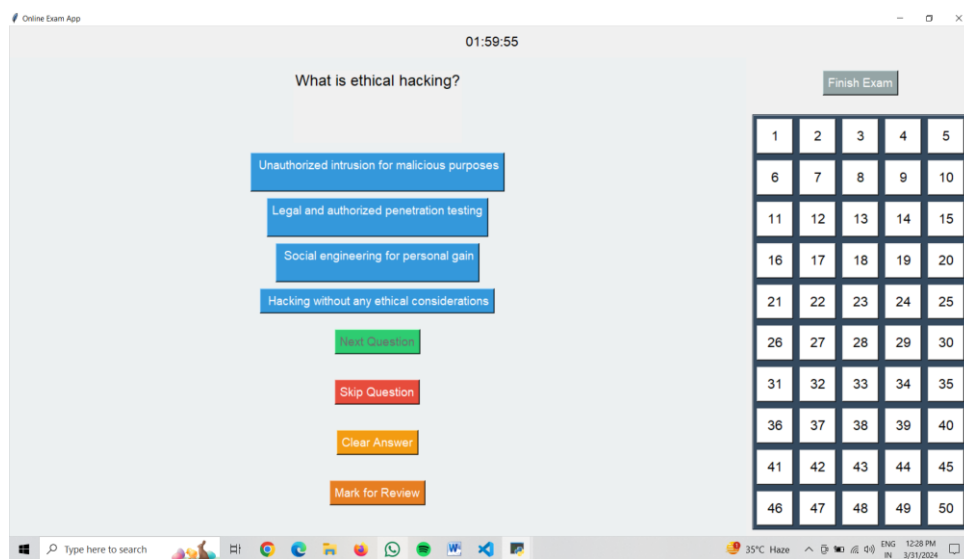 Online Exam App
01:59:55
What is ethical hacking?
Finish Exam
Unauthorized intrusion for malicious purposes
Legal and authorized penetration testing
Social engineering for personal gain
Hacking without any ethical considerations
Next Question
Skip Question
Clear Answer
Mark for Review
1 2 3 4 5
6 7 8 9 10
11 12 13 14 15
16 17 18 19 20
21 22 23 24 25
26 27 28 29 30
31 32 33 34 35
36 37 38 39 40
41 42 43 44 45
46 47 48 49 50
Type here to search
35°C Haze
ENG 12:28 PM
IN 3/31/2024